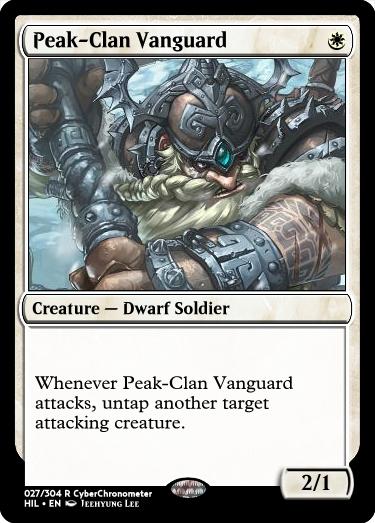 Peak-Clan Vanguard
Creature — Dwarf Soldier
Whenever Peak-Clan Vanguard
attacks, untap another target
attacking creature.
2/1
027/304 R CyberChronometer
HIL • EN Jeehyung Lee